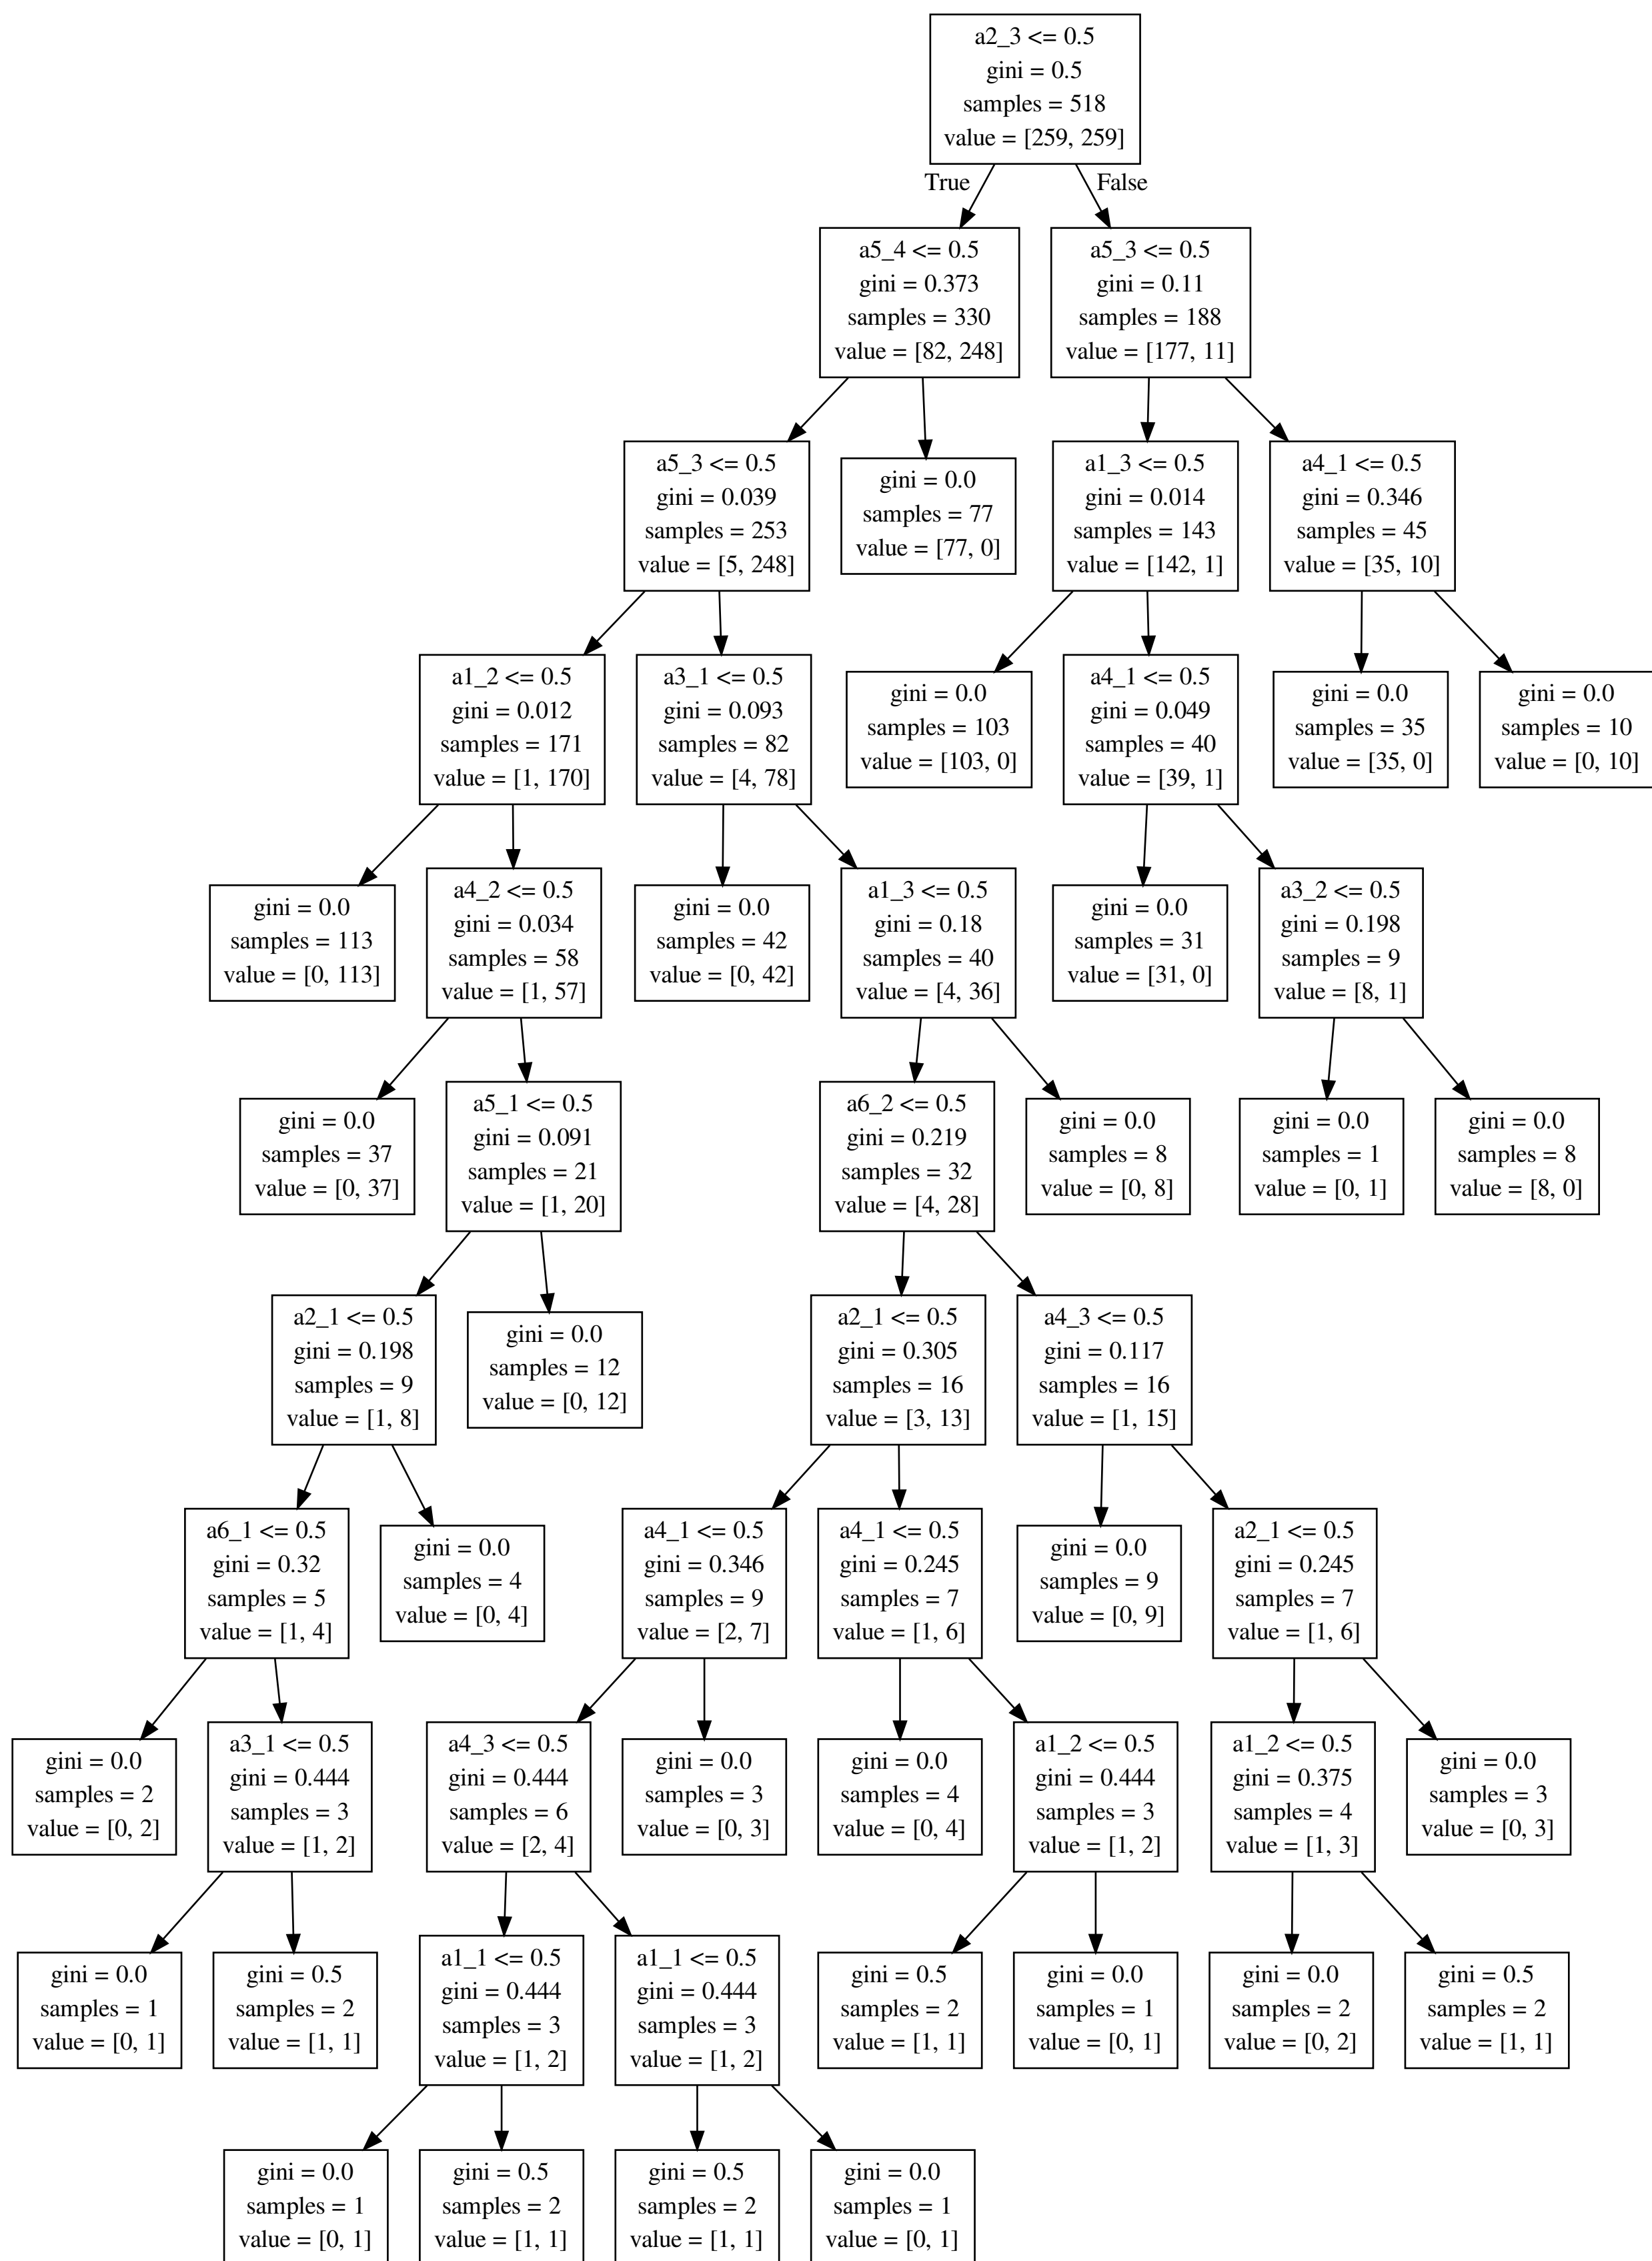 a2_3 <= 0.5
gini = 0.5
samples = 518
value = [259, 259]
True
False
a5_4 <= 0.5
gini = 0.373
samples = 330
value = [82, 248]
a5_3 <= 0.5
gini = 0.11
samples = 188
value = [177, 11]
a5_3 <= 0.5
gini = 0.039
samples = 253
value = [5, 248]
gini = 0.0
samples = 77
value = [77, 0]
a1_3 <= 0.5
gini = 0.014
samples = 143
value = [142, 1]
a4_1 <= 0.5
gini = 0.346
samples = 45
value = [35, 10]
a1_2 <= 0.5
gini = 0.012
samples = 171
value = [1, 170]
a3_1 <= 0.5
gini = 0.093
samples = 82
value = [4, 78]
gini = 0.0
samples = 103
value = [103, 0]
a4_1 <= 0.5
gini = 0.049
samples = 40
value = [39, 1]
gini = 0.0
samples = 35
value = [35, 0]
gini = 0.0
samples = 10
value = [0, 10]
gini = 0.0
samples = 113
value = [0, 113]
a4_2 <= 0.5
gini = 0.034
samples = 58
value = [1, 57]
gini = 0.0
samples = 42
value = [0, 42]
a1_3 <= 0.5
gini = 0.18
samples = 40
value = [4, 36]
gini = 0.0
samples = 31
value = [31, 0]
a3_2 <= 0.5
gini = 0.198
samples = 9
value = [8, 1]
gini = 0.0
samples = 37
value = [0, 37]
a5_1 <= 0.5
gini = 0.091
samples = 21
value = [1, 20]
a6_2 <= 0.5
gini = 0.219
samples = 32
value = [4, 28]
gini = 0.0
samples = 8
value = [0, 8]
gini = 0.0
samples = 1
value = [0, 1]
gini = 0.0
samples = 8
value = [8, 0]
a2_1 <= 0.5
gini = 0.198
samples = 9
value = [1, 8]
gini = 0.0
samples = 12
value = [0, 12]
a2_1 <= 0.5
gini = 0.305
samples = 16
value = [3, 13]
a4_3 <= 0.5
gini = 0.117
samples = 16
value = [1, 15]
a6_1 <= 0.5
gini = 0.32
samples = 5
value = [1, 4]
gini = 0.0
samples = 4
value = [0, 4]
a4_1 <= 0.5
gini = 0.346
samples = 9
value = [2, 7]
a4_1 <= 0.5
gini = 0.245
samples = 7
value = [1, 6]
gini = 0.0
samples = 9
value = [0, 9]
a2_1 <= 0.5
gini = 0.245
samples = 7
value = [1, 6]
gini = 0.0
samples = 2
value = [0, 2]
a3_1 <= 0.5
gini = 0.444
samples = 3
value = [1, 2]
a4_3 <= 0.5
gini = 0.444
samples = 6
value = [2, 4]
gini = 0.0
samples = 3
value = [0, 3]
gini = 0.0
samples = 4
value = [0, 4]
a1_2 <= 0.5
gini = 0.444
samples = 3
value = [1, 2]
a1_2 <= 0.5
gini = 0.375
samples = 4
value = [1, 3]
gini = 0.0
samples = 3
value = [0, 3]
gini = 0.0
samples = 1
value = [0, 1]
gini = 0.5
samples = 2
value = [1, 1]
a1_1 <= 0.5
gini = 0.444
samples = 3
value = [1, 2]
a1_1 <= 0.5
gini = 0.444
samples = 3
value = [1, 2]
gini = 0.5
samples = 2
value = [1, 1]
gini = 0.0
samples = 1
value = [0, 1]
gini = 0.0
samples = 2
value = [0, 2]
gini = 0.5
samples = 2
value = [1, 1]
gini = 0.0
samples = 1
value = [0, 1]
gini = 0.5
samples = 2
value = [1, 1]
gini = 0.5
samples = 2
value = [1, 1]
gini = 0.0
samples = 1
value = [0, 1]